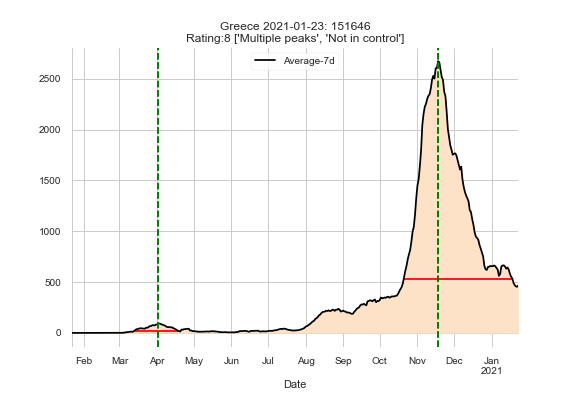 Greece 2021-01-23: 151646
Rating:8 ['Multiple peaks', 'Not in control']
Average-7d
2500
2000
1500
1000
500
0
Feb Mar Apr May Jun Jul Aug Sep Oct Nov Dec Jan
2021
Date